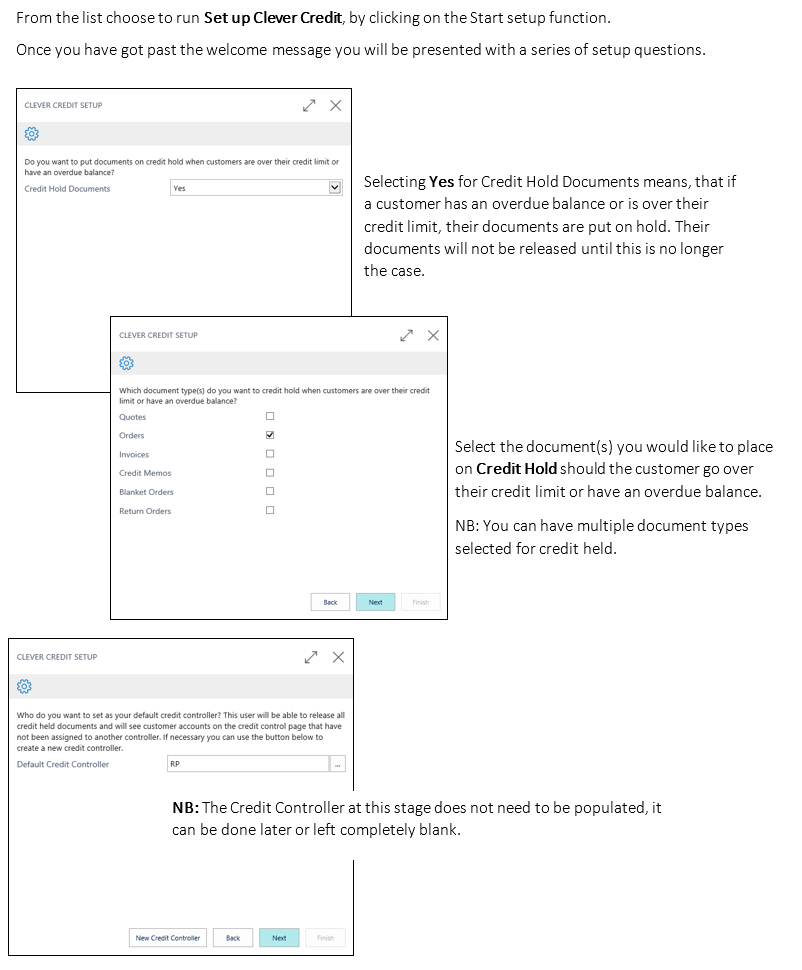 From the list choose to run Set up Clever Credit, by clicking on the Start setup function.
Once you have got past the welcome message you will be presented with a series of setup questions.
CLEVER CREDIT SETUP
Do you want to put documents on credit hold when customers are over their credit limit or
have an overdue balance?
Credit Hold Documents
Yes
Selecting Yes for Credit Hold Documents means, that if
a customer has an overdue balance or is over their
credit limit, their documents are put on hold. Their
documents will not be released until this is no longer
the case.
CLEVER CREDIT SETUP
Which document type(s) do you want to credit hold when customers are over their credit
limit or have an overdue balance?
Quotes
Orders
Invoices
Credit Memos
Blanket Orders
Return Orders
Back
Next
Finish
Select the document(s) you would like to place
on Credit Hold should the customer go over
their credit limit or have an overdue balance.
NB: You can have multiple document types
selected for credit held.
CLEVER CREDIT SETUP
Who do you want to set as your default credit controller? This user will be able to release all
credit held documents and will see customer accounts on the credit control page that have
not been assigned to another controller. If necessary you can use the button below to
create a new credit controller.
Default Credit Controller
RP
...
NB: The Credit Controller at this stage does not need to be populated, it
can be done later or left completely blank.
New Credit Controller
Back
Next
Finish